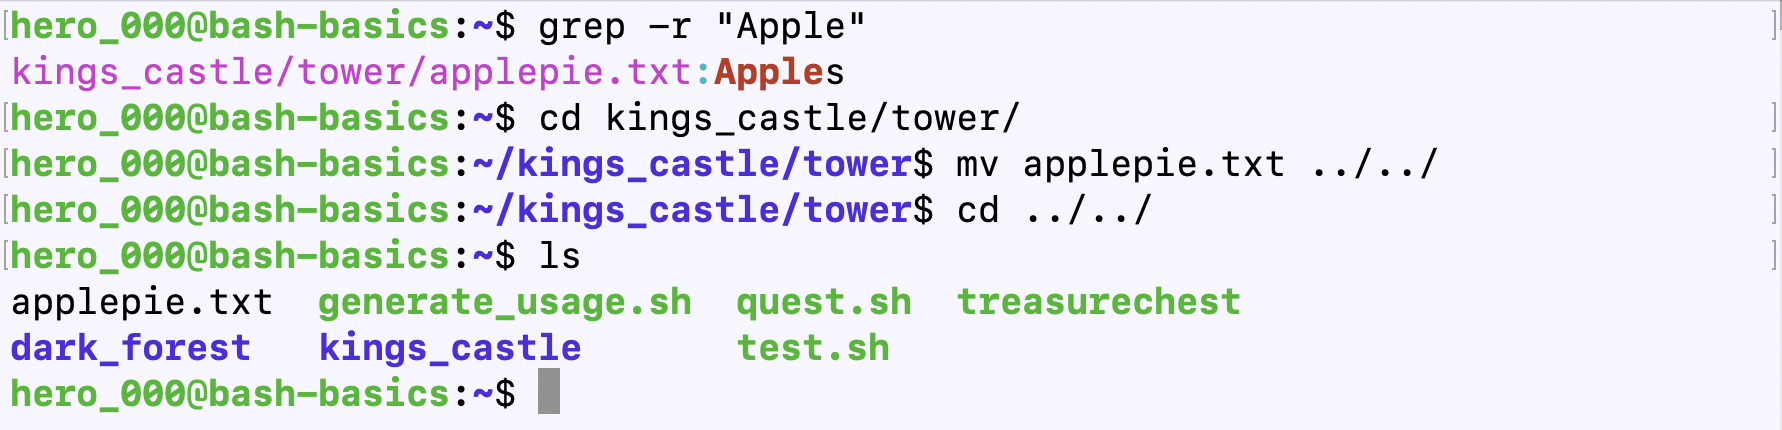 hero_000@bash-basics:~$ grep -r "Apple"
kings_castle/tower/applepie.txt:Apples
hero_000@bash-basics:~$ cd kings_castle/tower/
hero_000@bash-basics:~/kings_castle/tower$ mv applepie.txt ../../
hero_000@bash-basics:~/kings_castle/tower$ cd ../../
hero_000@bash-basics:~$ ls
applepie.txt  generate_usage.sh  quest.sh  treasurechest
dark_forest   kings_castle       test.sh
hero_000@bash-basics:~$